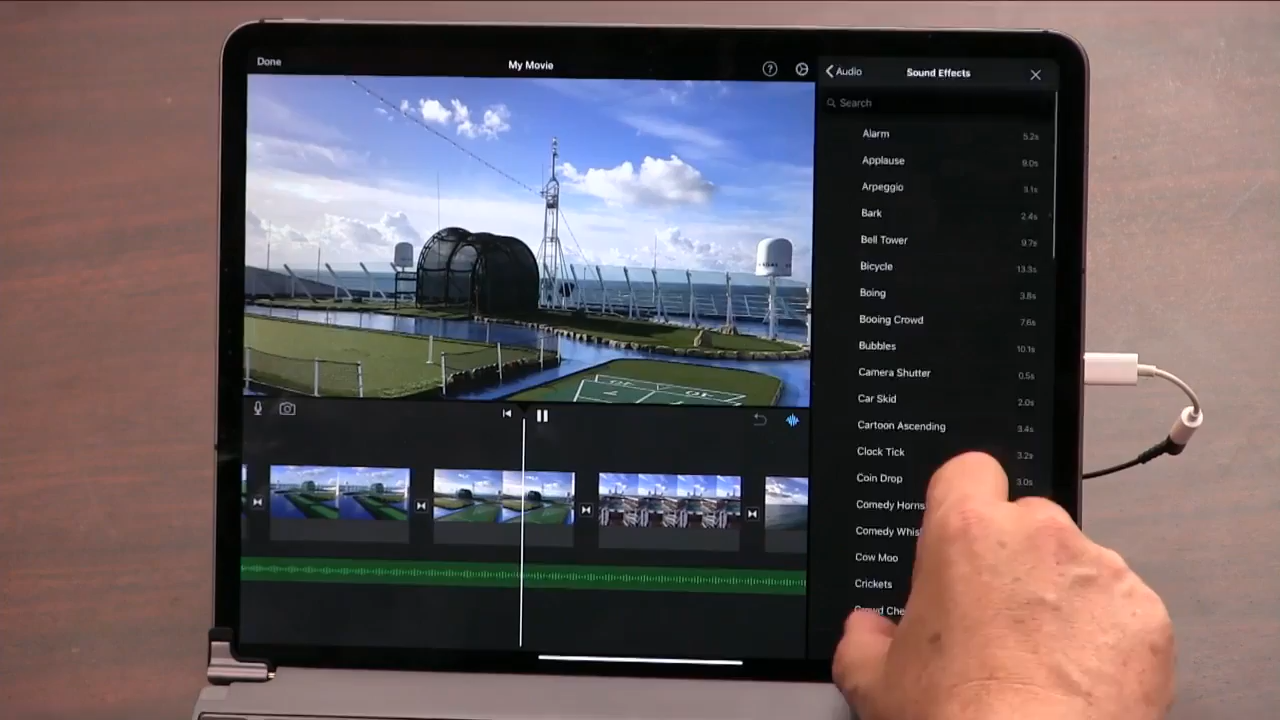 Done
My Movie
Audio
Sound Effects
Search
Alarm 5.2s
Applause 9.0s
Arpeggio 3.1s
Bark 2.4s
Bell Tower 9.7s
Bicycle 13.3s
Boing 3.8s
Booing Crowd 7.6s
Bubbles 10.1s
Camera Shutter 0.5s
Car Skid 2.0s
Cartoon Ascending 3.4s
Clock Tick 3.2s
Coin Drop 3.0s
Comedy Horns
Comedy
Cow Moo
Crickets
Crowd